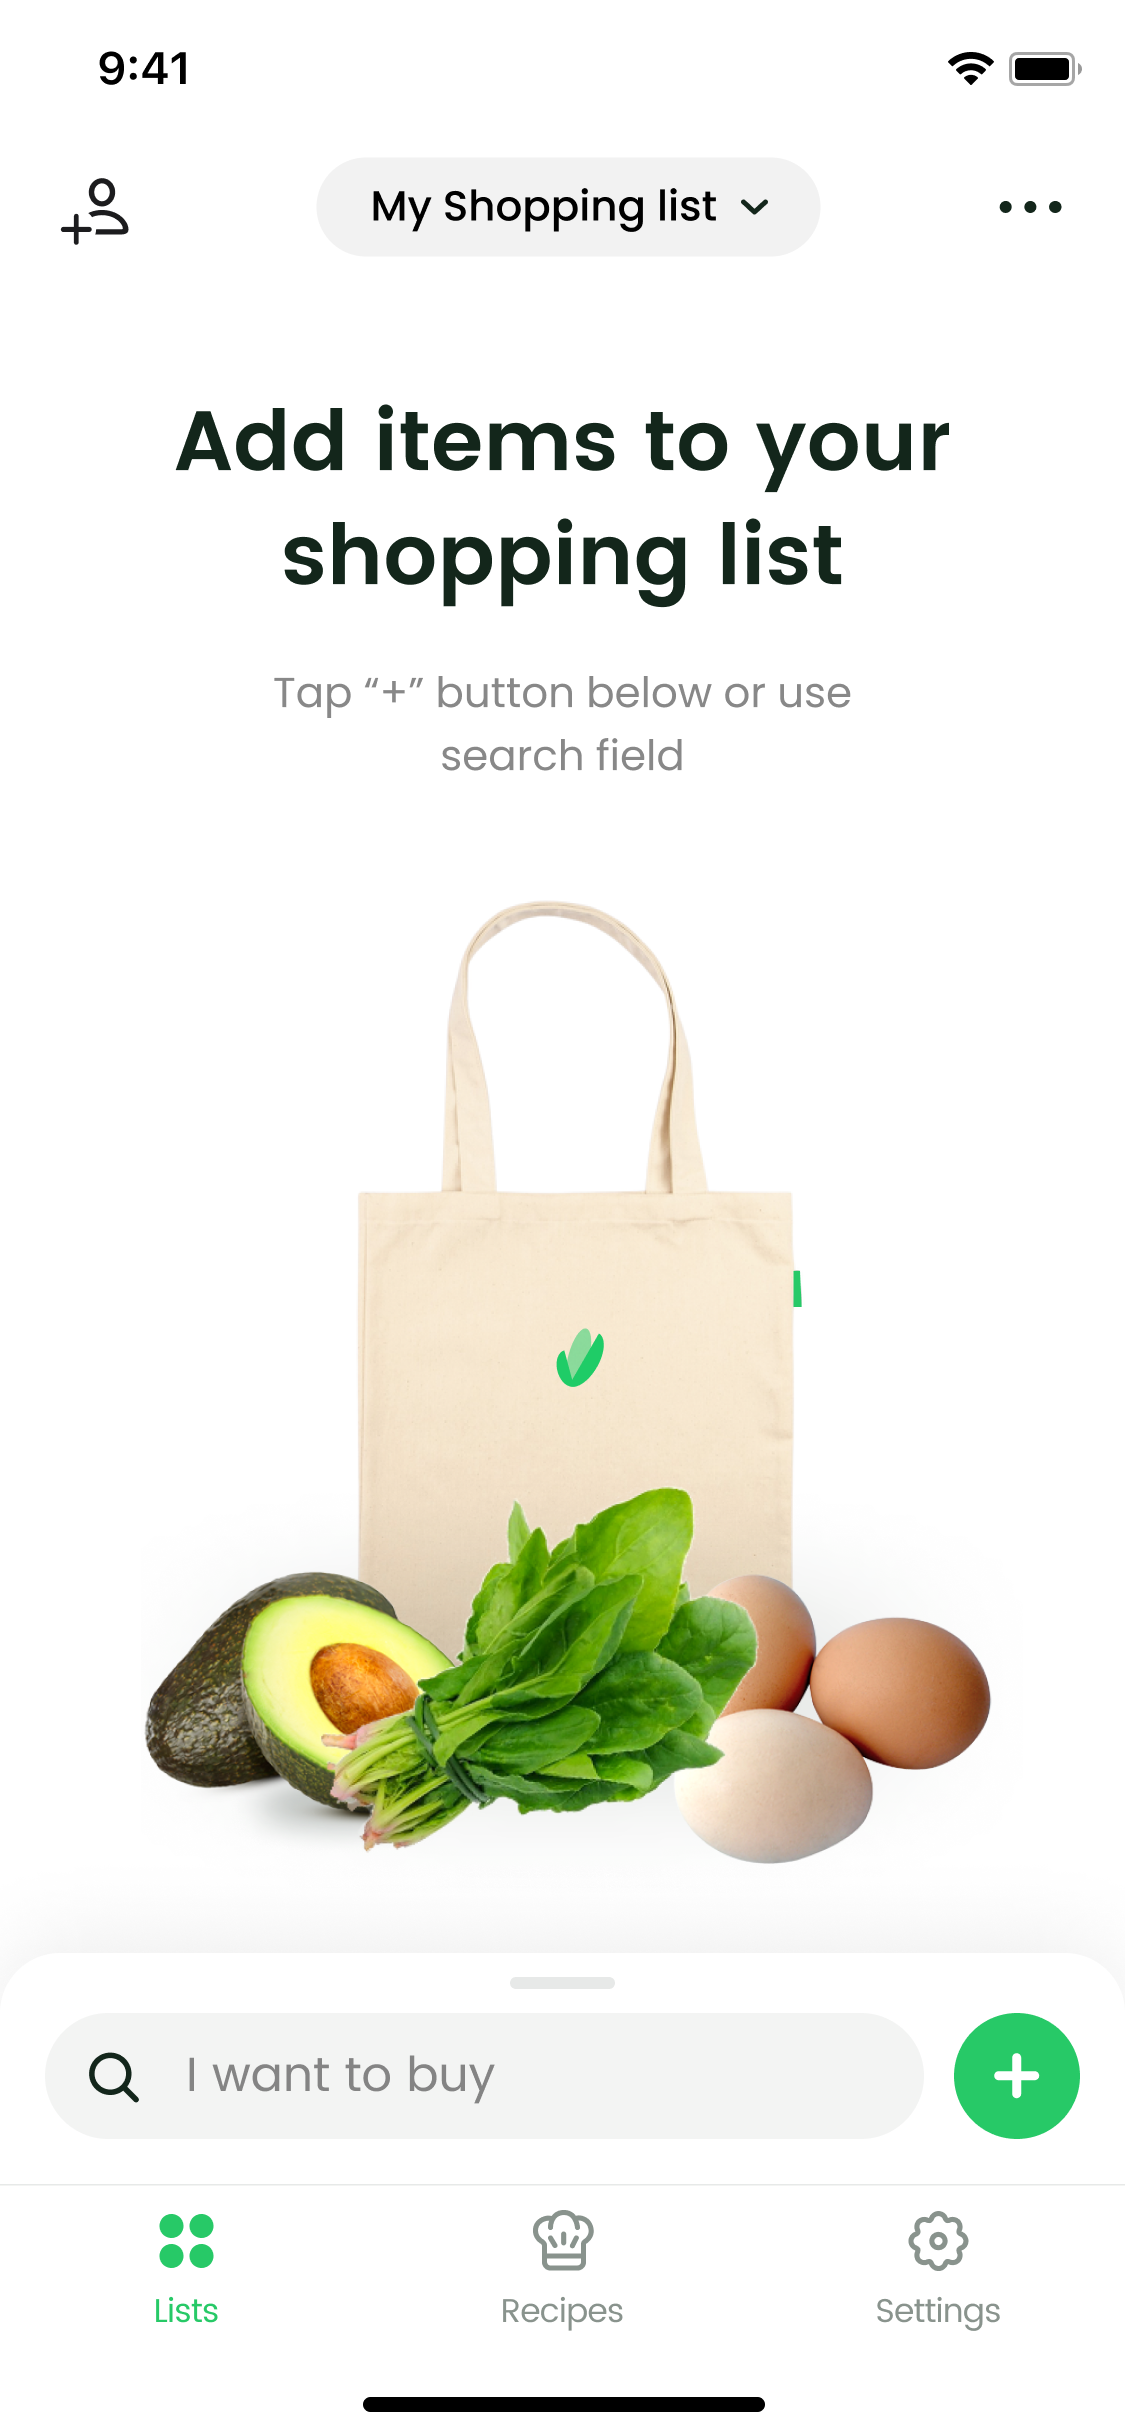 9:41
My Shopping list
Add items to your
shopping list
Tap “+” button below or use
search field
I want to buy
Lists
Recipes
Settings